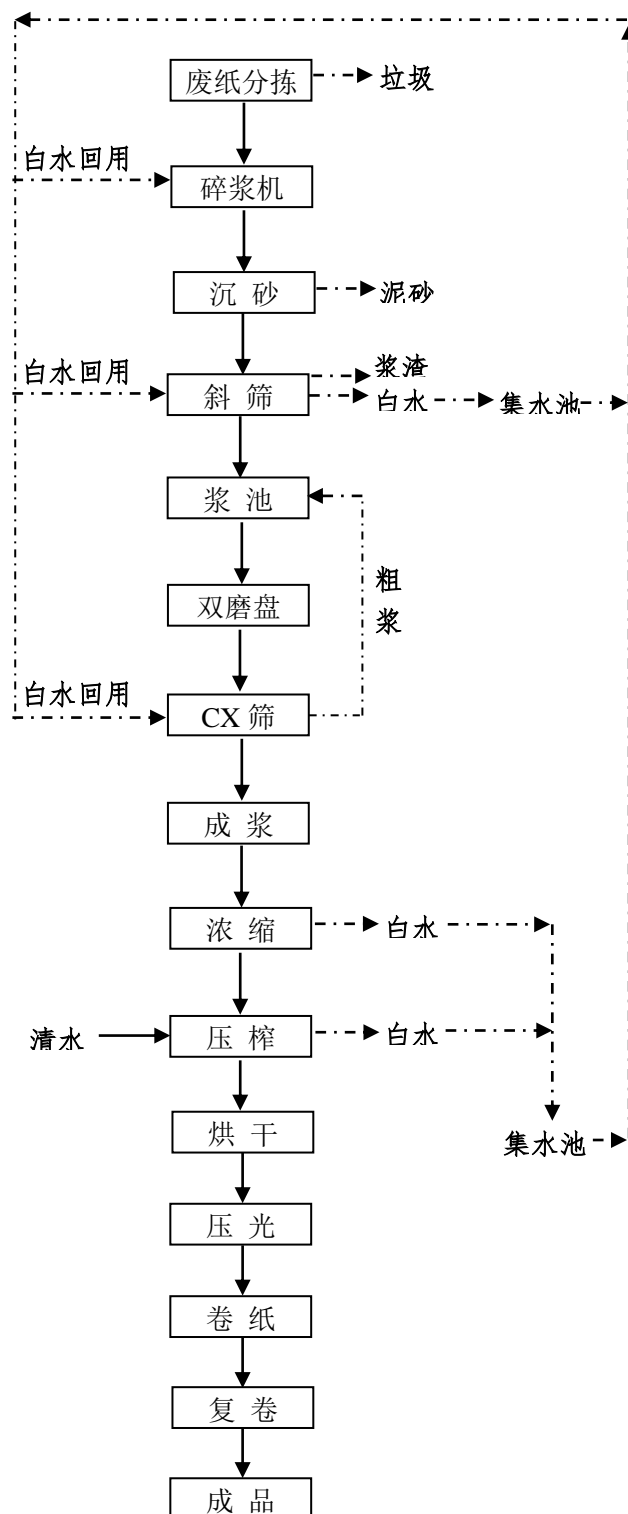 废纸分拣
垃圾
白水回用
碎浆机
沉 砂
泥砂
浆渣
白水回用
斜 筛
白水
集水池
浆 池
粗
浆
双磨盘
白水回用
CX 筛
成 浆
浓 缩
白水
清水
压 榨
白水
烘 干
集水池
压 光
卷 纸
复 卷
成 品